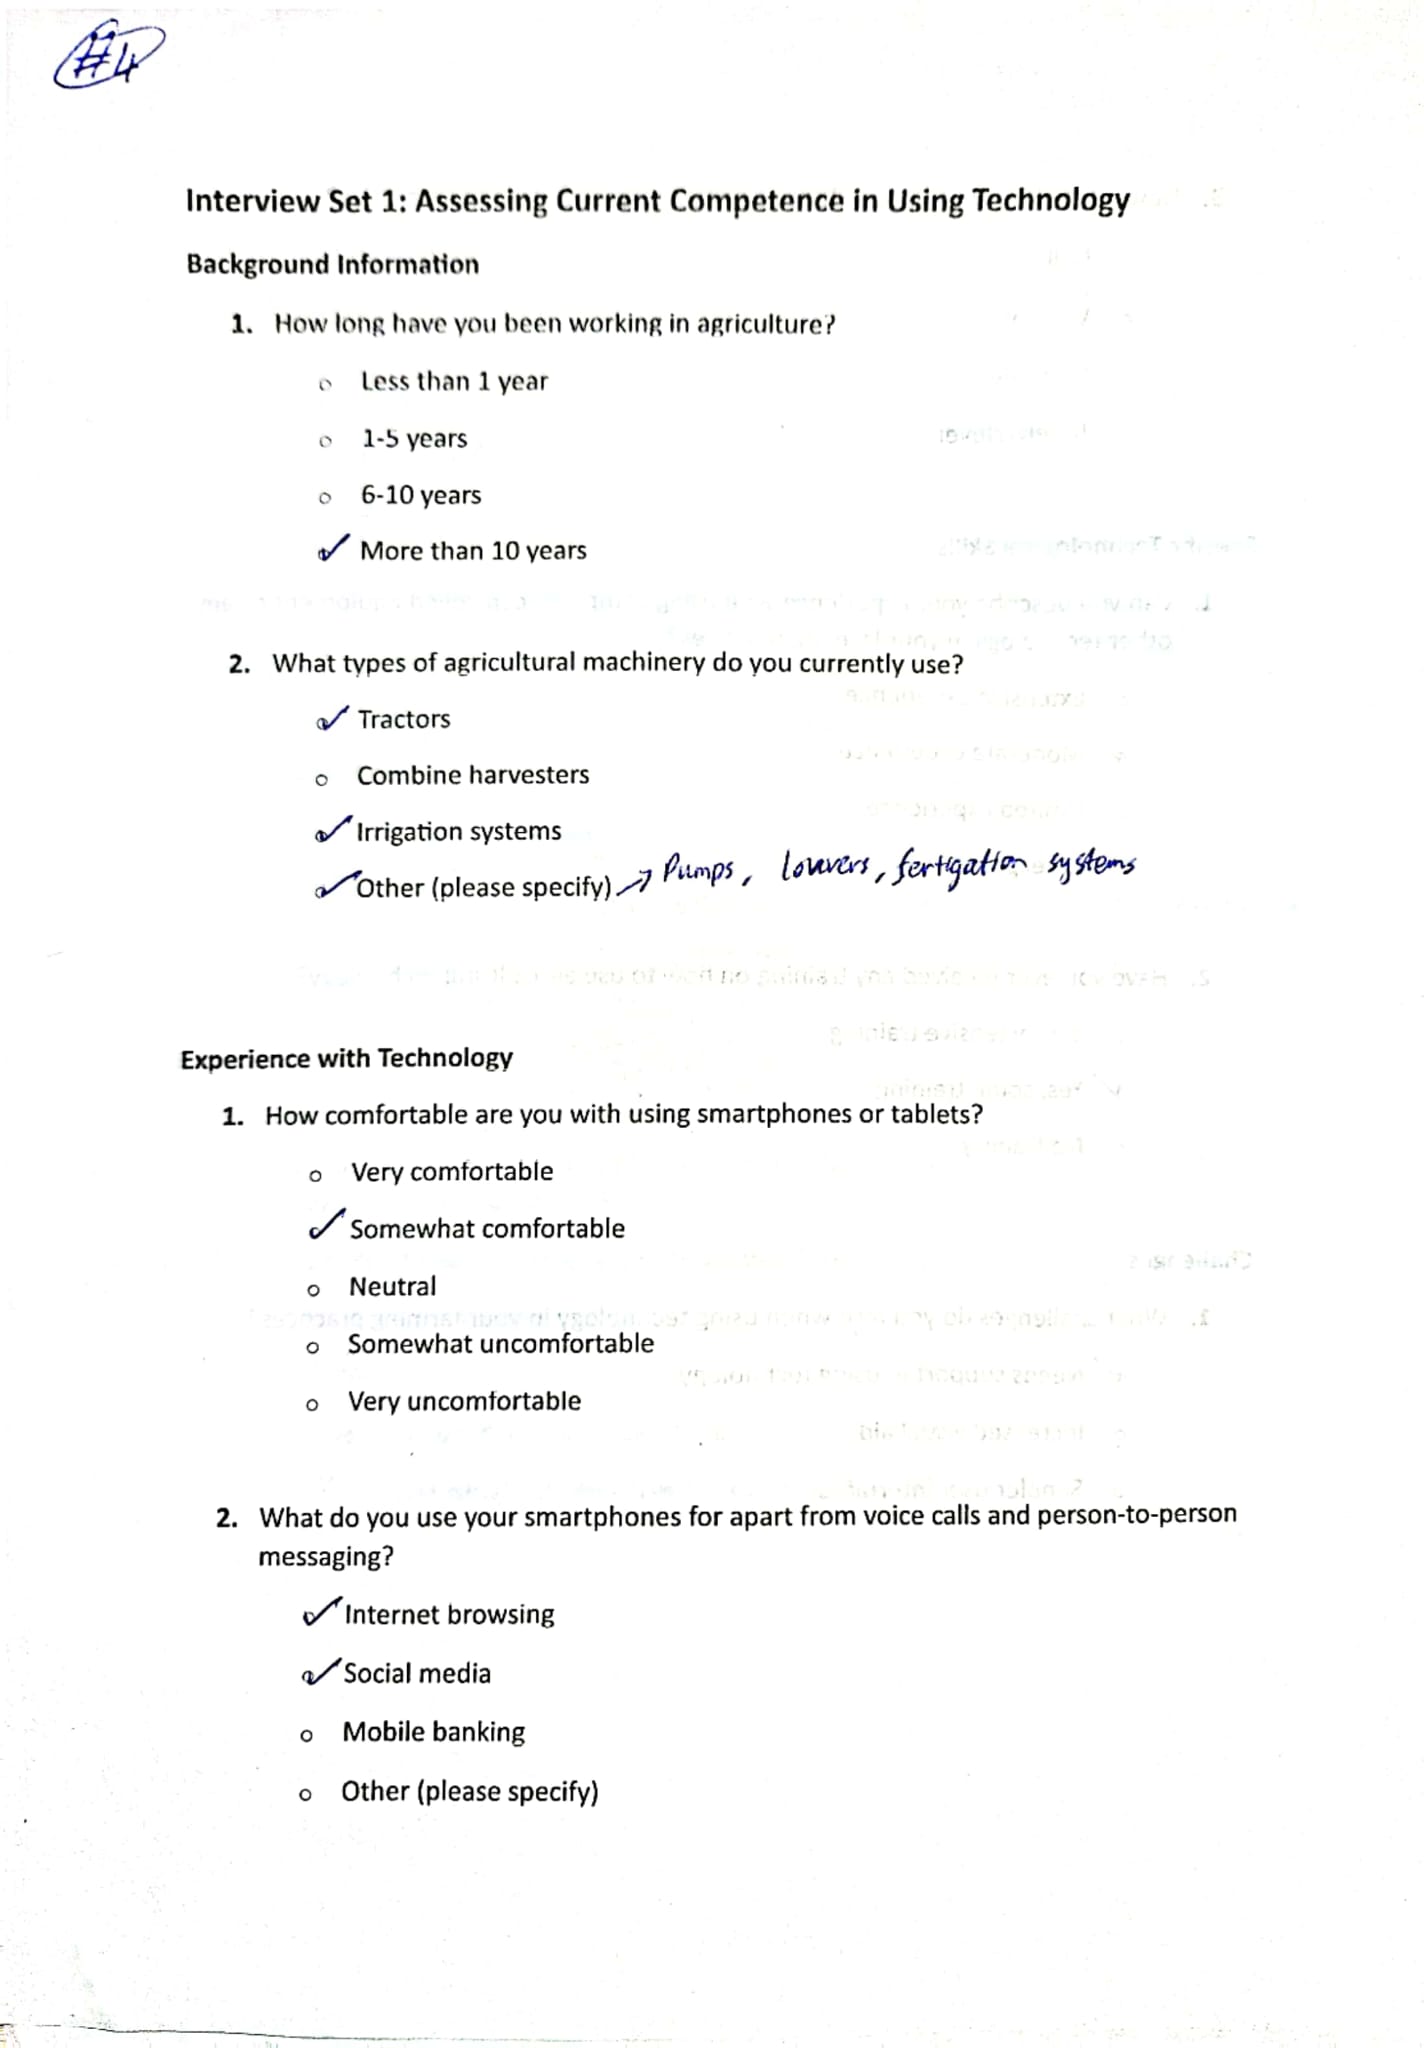 #4
Interview Set 1: Assessing Current Competence in Using Technology
Background Information
1. How long have you been working in agriculture?
o Less than 1 year
o 1-5 years
o 6-10 years
✓ More than 10 years
2. What types of agricultural machinery do you currently use?
✓ Tractors
o Combine harvesters
✓ Irrigation systems
✓ Other (please specify) → Pumps, louvers, fertigation systems
Experience with Technology
1. How comfortable are you with using smartphones or tablets?
o Very comfortable
✓ Somewhat comfortable
o Neutral
o Somewhat uncomfortable
o Very uncomfortable
2. What do you use your smartphones for apart from voice calls and person-to-person
messaging?
✓ Internet browsing
✓ Social media
o Mobile banking
o Other (please specify)